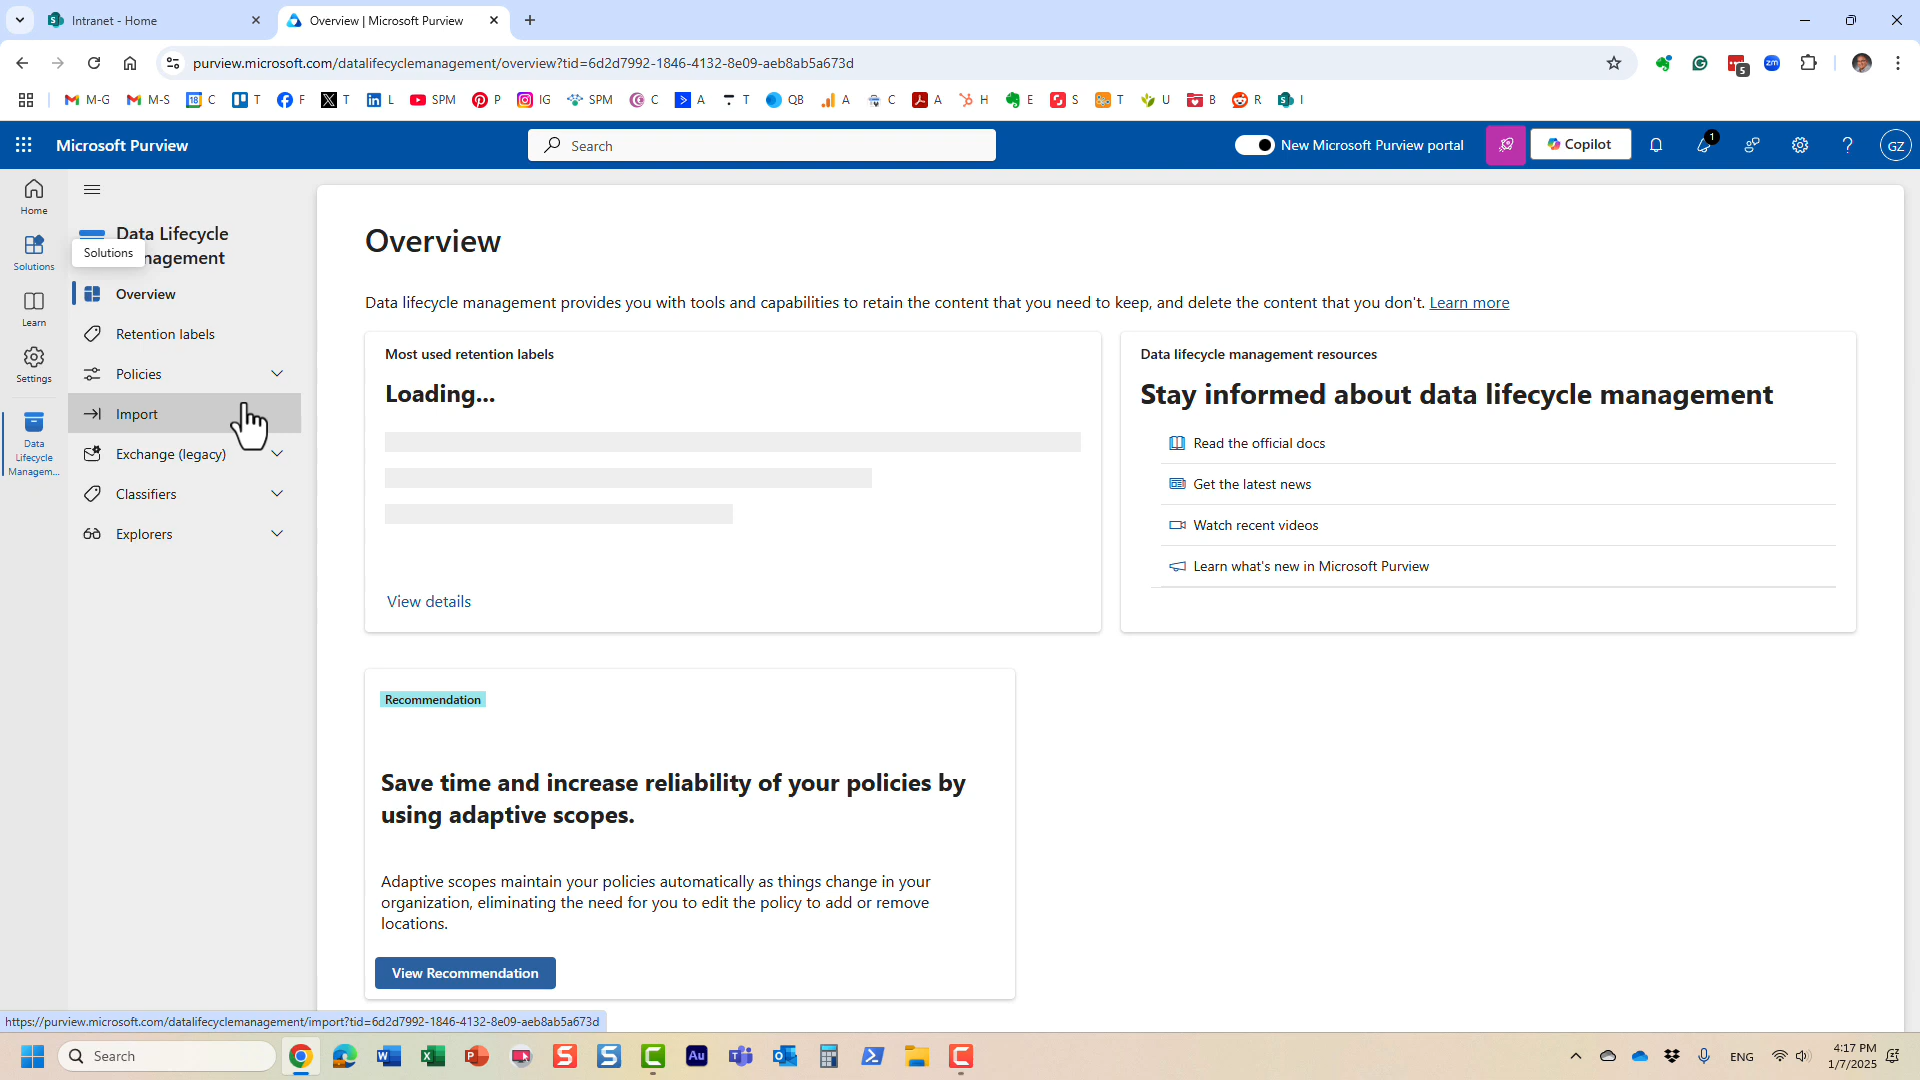 Intranet - Home
Overview | Microsoft Purview
purview.microsoft.com/datalifecyclemanagement/overview?tid=6d2d7992-1846-4132-8e09-aeb8ab5a673d
5
M-G
M-S
18 C
T
F
T
L
SPM
P
IG
SPM
C
A
T
QB
A
C
A
H
E
S
T
U
B
R
I
Microsoft Purview
Search
New Microsoft Purview portal
Copilot
1
GZ
Home
Solutions
Learn
Settings
Data
Lifecycle
Managem...
Data Lifecycle
nagement
Solutions
Overview
Retention labels
Policies
Import
Exchange (legacy)
Classifiers
Explorers
Overview
Data lifecycle management provides you with tools and capabilities to retain the content that you need to keep, and delete the content that you don't. Learn more
Most used retention labels
Loading...
View details
Data lifecycle management resources
Stay informed about data lifecycle management
Read the official docs
Get the latest news
Watch recent videos
Learn what's new in Microsoft Purview
Recommendation
Save time and increase reliability of your policies by
using adaptive scopes.
Adaptive scopes maintain your policies automatically as things change in your
organization, eliminating the need for you to edit the policy to add or remove
locations.
View Recommendation
https://purview.microsoft.com/datalifecyclemanagement/import?tid=6d2d7992-1846-4132-8e09-aeb8ab5a673d
Search
Au
ENG
4:17 PM
1/7/2025